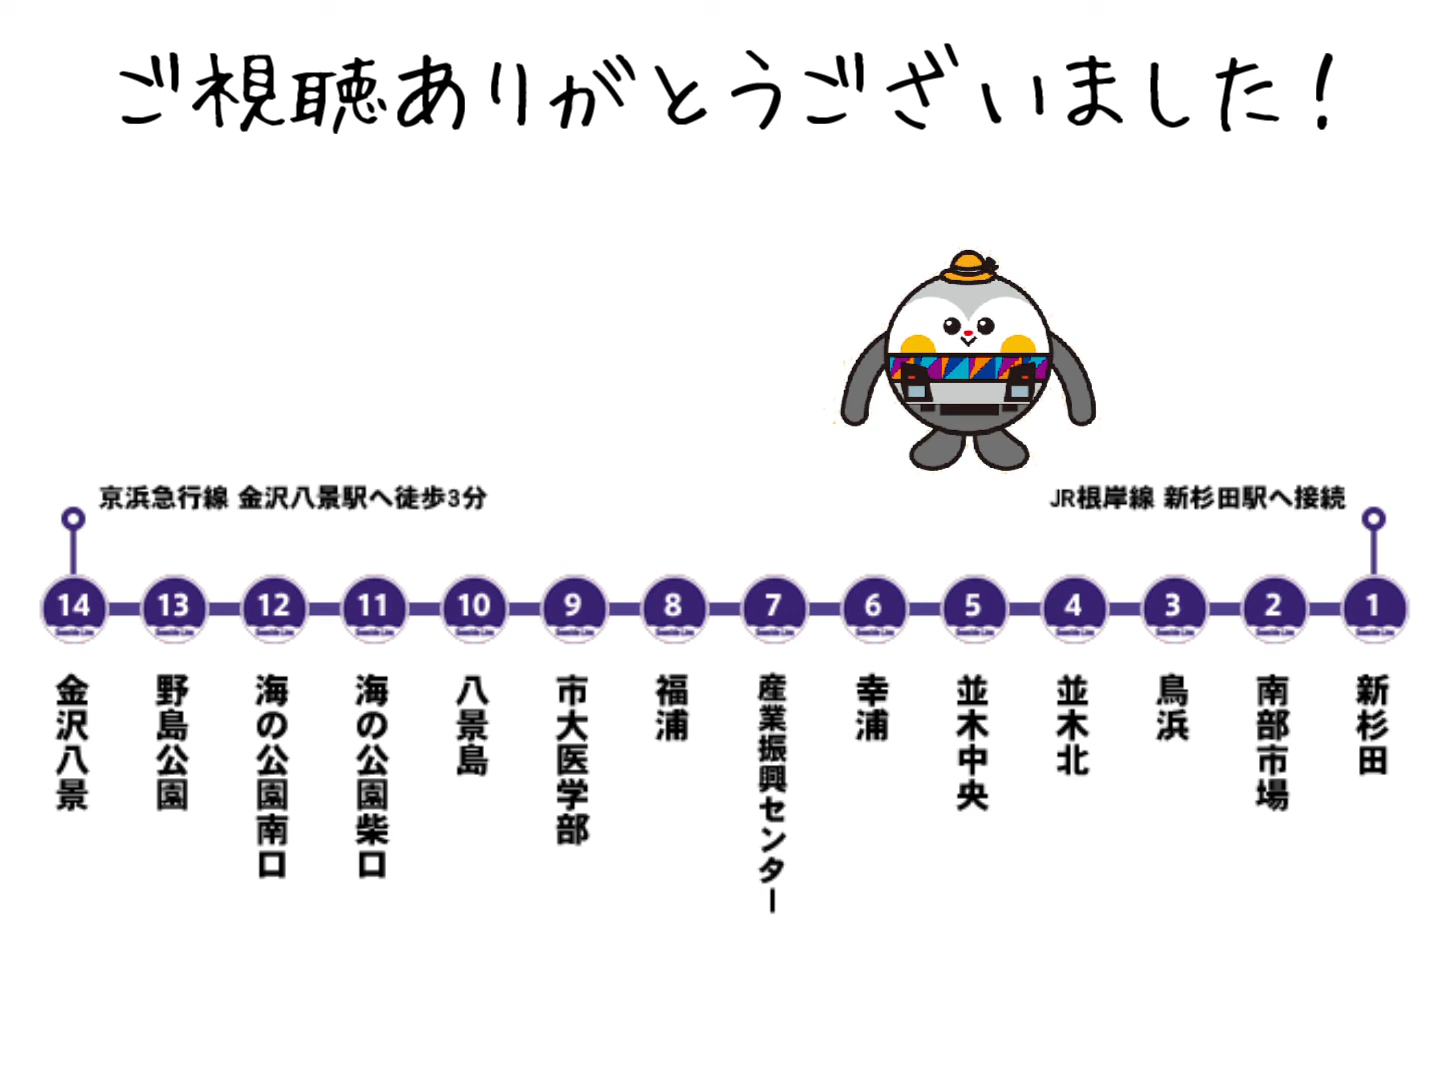 ご視聴ありがとうございました！
京浜急行線 金沢八景駅へ徒歩3分
JR根岸線 新杉田駅へ接続
14 13 12 11 10 9 8 7 6 5 4 3 2 1
金沢八景
野島公園
海の公園南口
海の公園柴口
八景島
市大医学部
福浦
産業振興センター
幸浦
並木中央
並木北
鳥浜
南部市場
新杉田